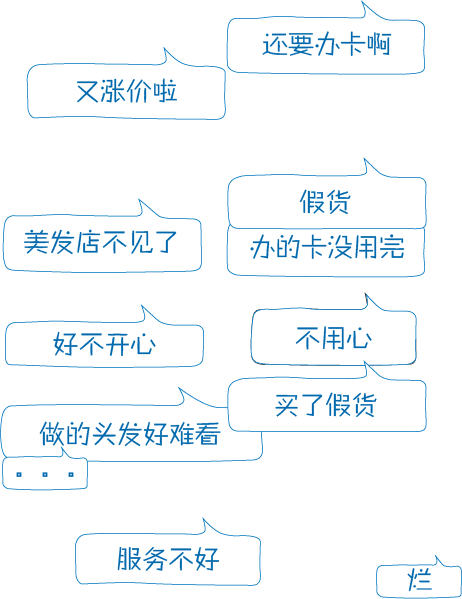 还要办卡啊
又涨价啦
假货
美发店不见了
办的卡没用完
好不开心
不用心
买了假货
做的头发好难看
...
服务不好
烂